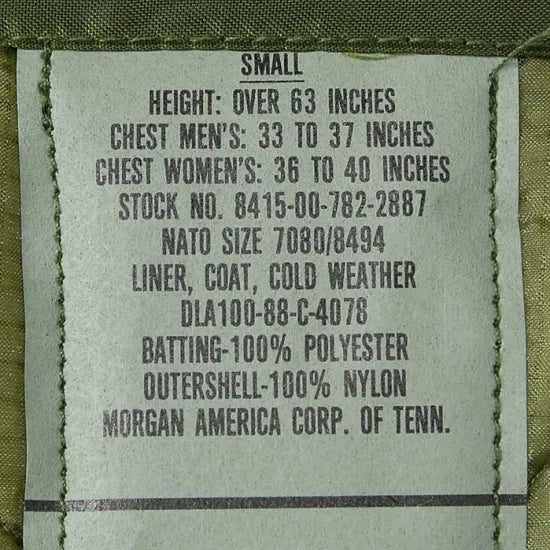 SMALL
HEIGHT: OVER 63 INCHES
CHEST MEN'S: 33 TO 37 INCHES
CHEST WOMEN'S: 36 TO 40 INCHES
STOCK NO. 8415-00-782-2887
NATO SIZE 7080/8494
LINER, COAT, COLD WEATHER
DLA100-88-C-4078
BATTING-100% POLYESTER
OUTERSHELL-100% NYLON
MORGAN AMERICA CORP. OF TENN.